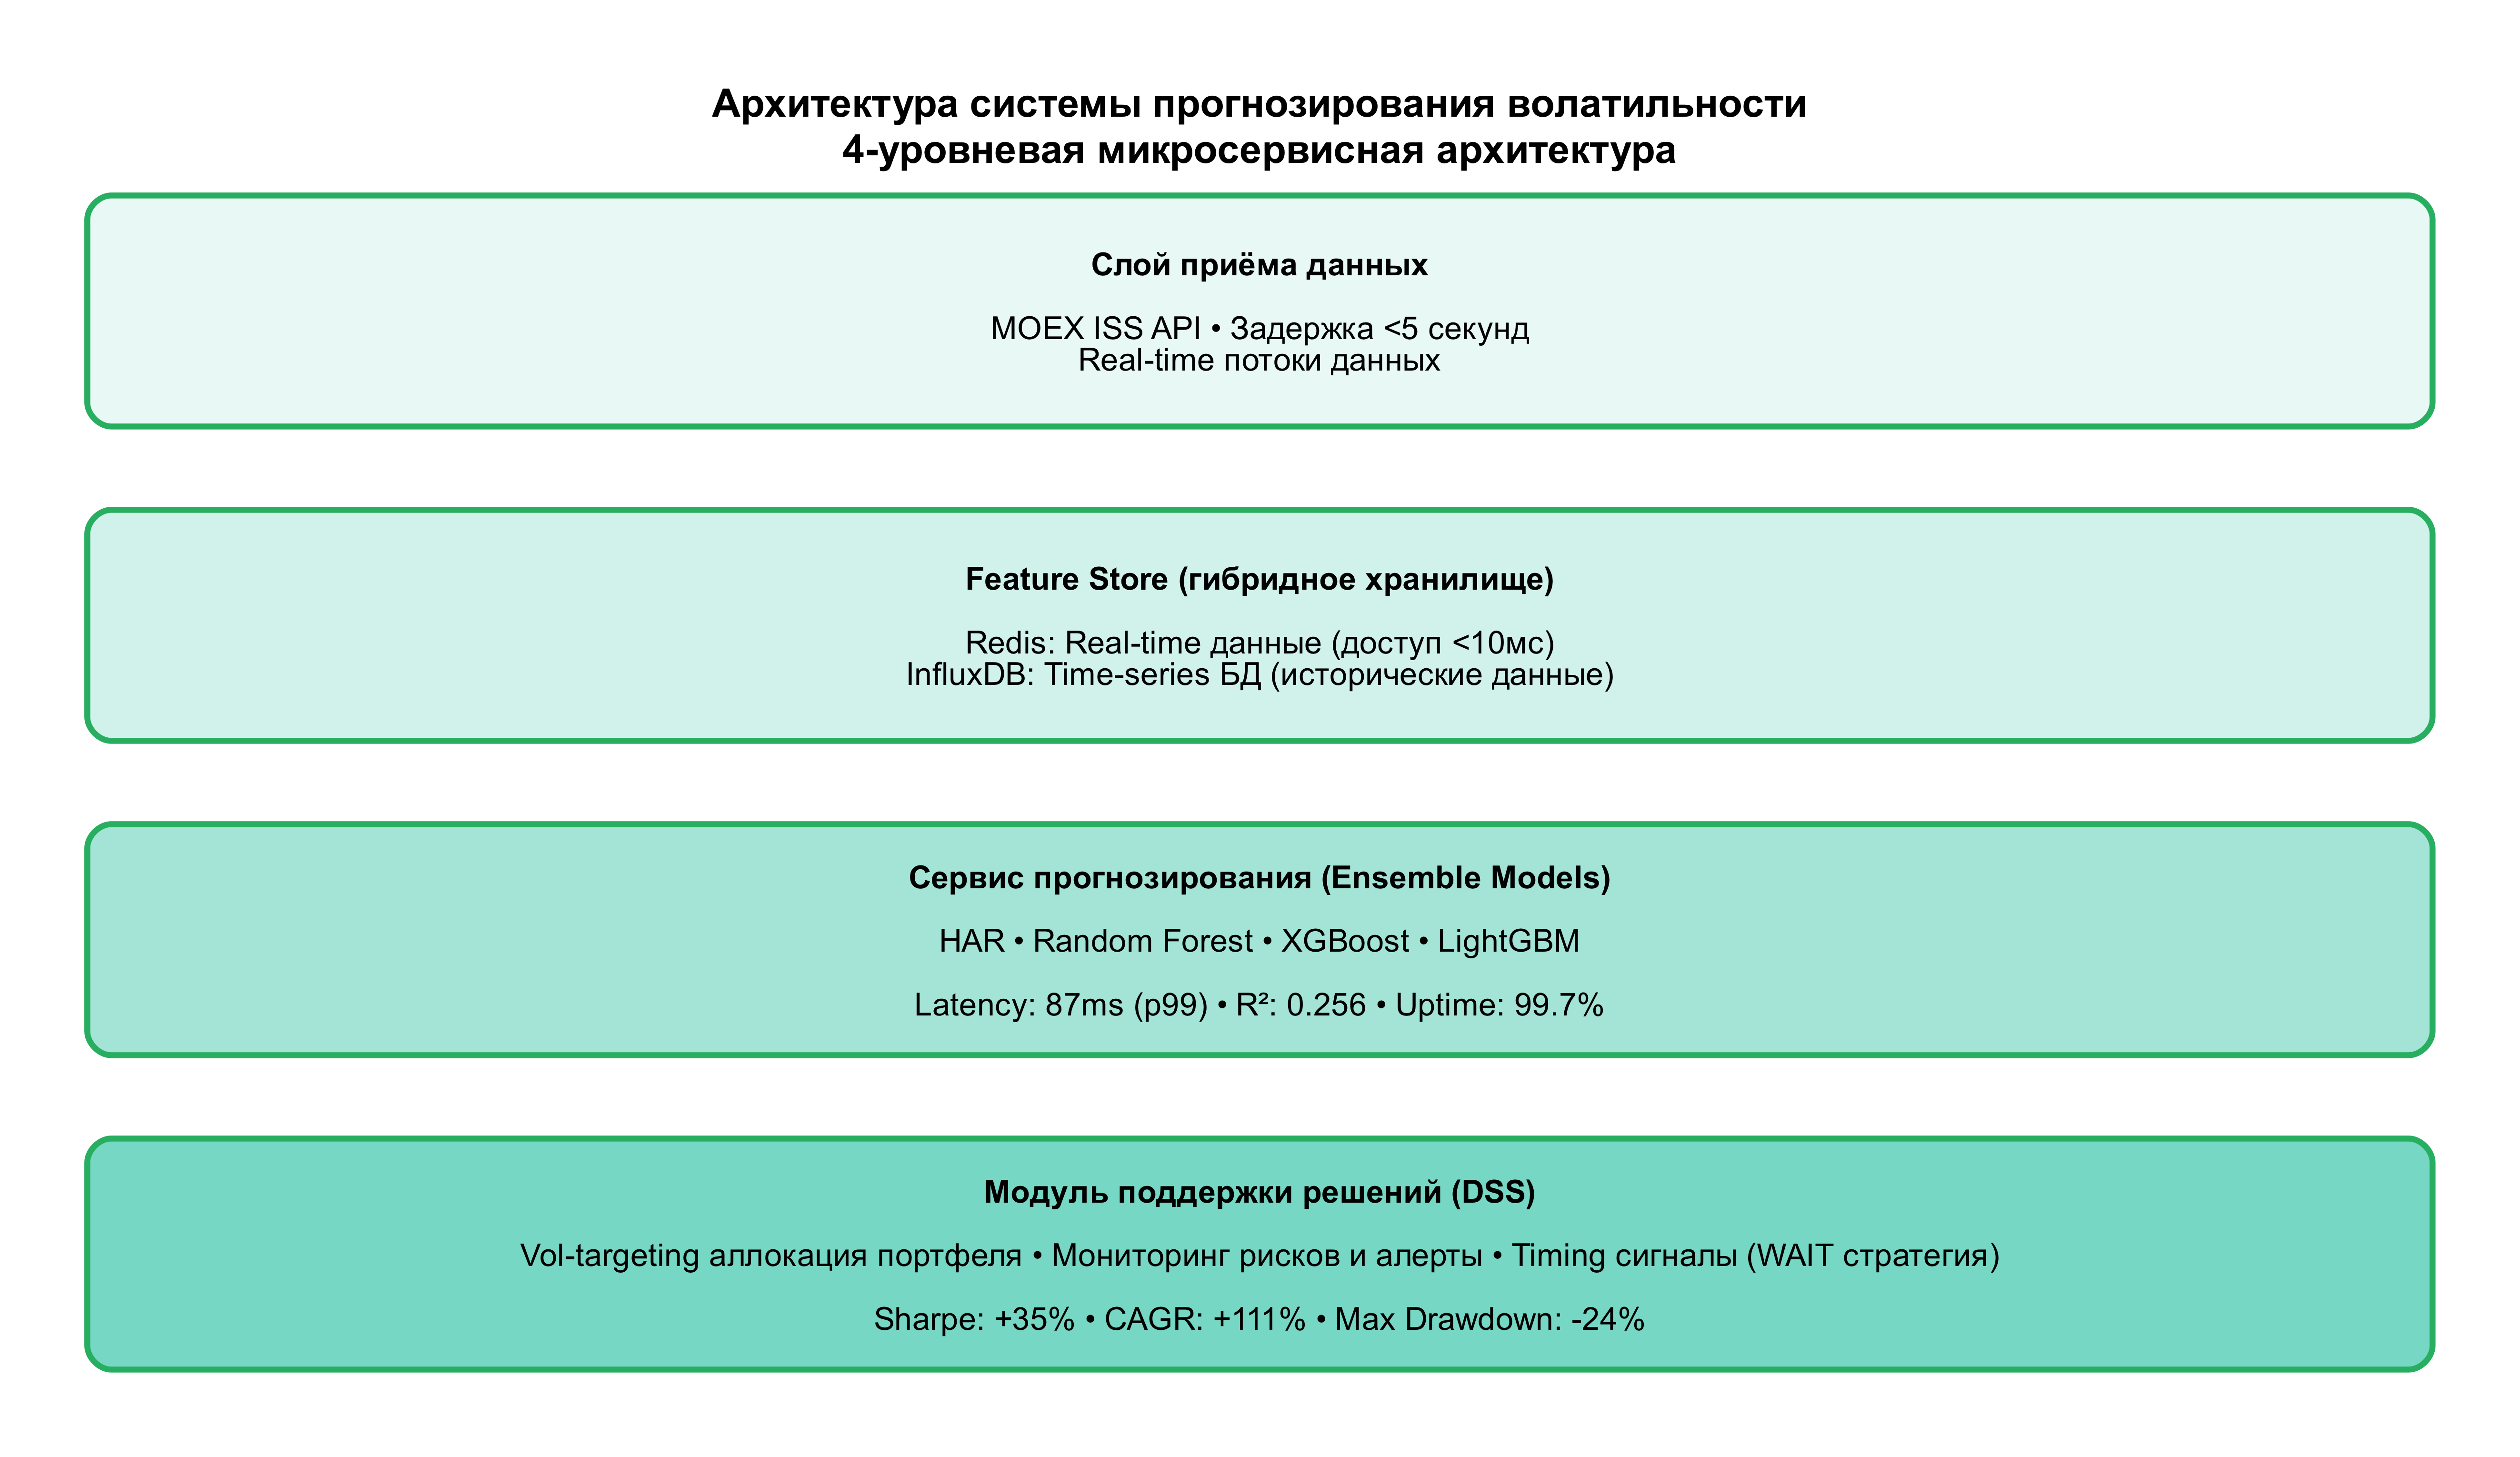 Архитектура системы прогнозирования волатильности
4-уровневая микросервисная архитектура
Слой приёма данных
MOEX ISS API • Задержка <5 секунд
Real-time потоки данных
Feature Store (гибридное хранилище)
Redis: Real-time данные (доступ <10мс)
InfluxDB: Time-series БД (исторические данные)
Сервис прогнозирования (Ensemble Models)
HAR • Random Forest • XGBoost • LightGBM
Latency: 87ms (p99) • R²: 0.256 • Uptime: 99.7%
Модуль поддержки решений (DSS)
Vol-targeting аллокация портфеля • Мониторинг рисков и алерты • Timing сигналы (WAIT стратегия)
Sharpe: +35% • CAGR: +111% • Max Drawdown: -24%